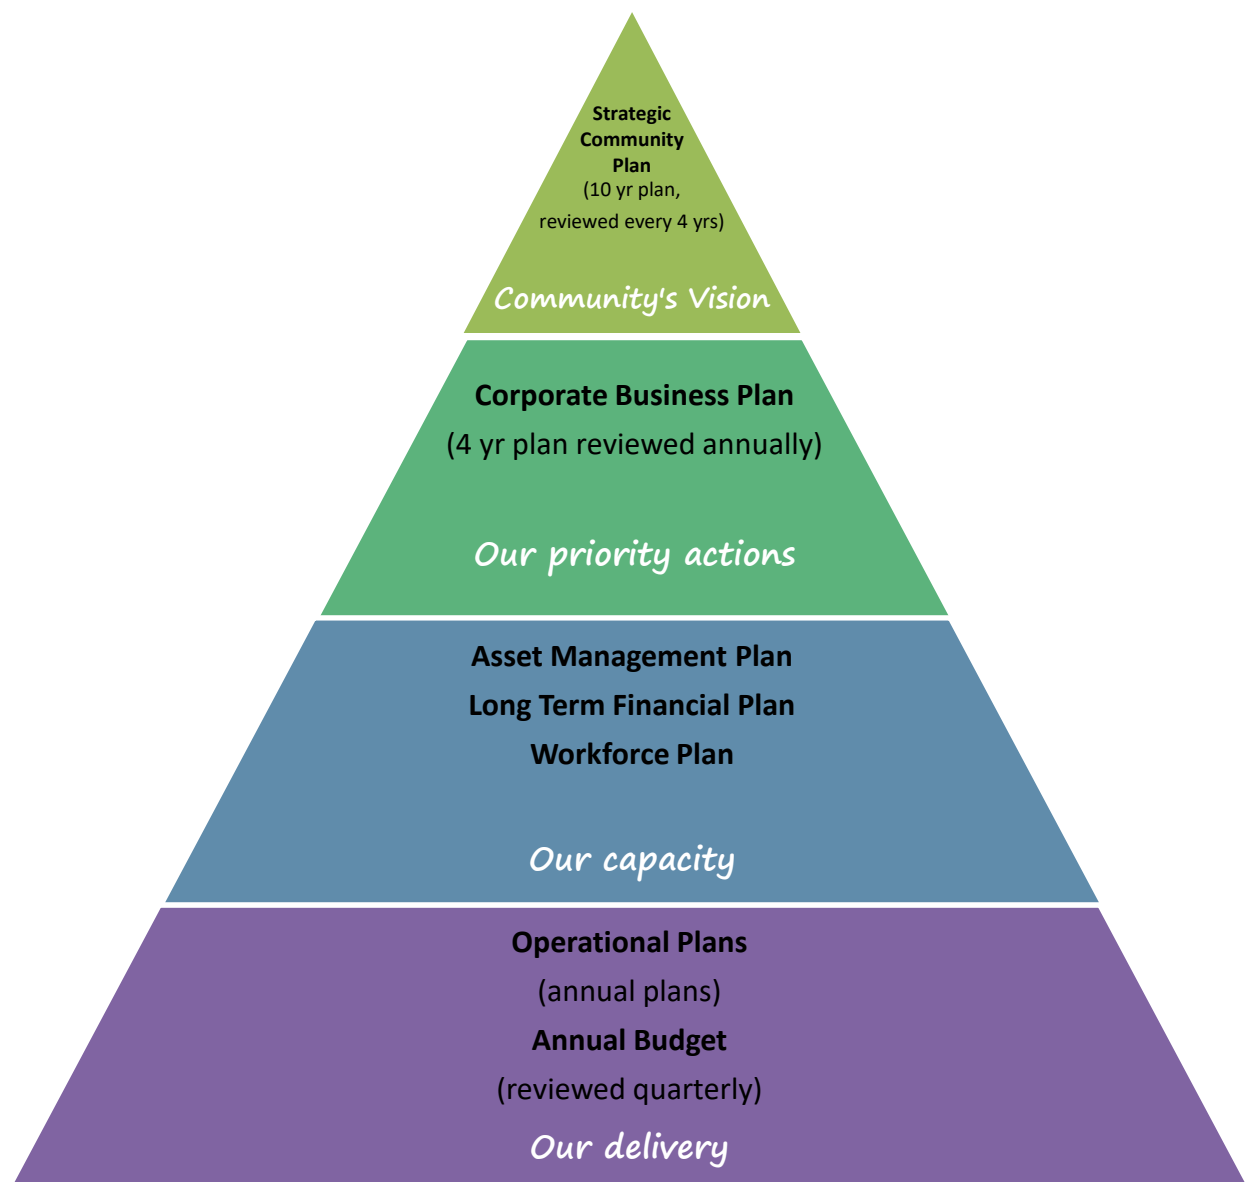 Strategic
Community
Plan
(10 yr plan,
reviewed every 4 yrs)
Community's Vision
Corporate Business Plan
(4 yr plan reviewed annually)
Our priority actions
Asset Management Plan
Long Term Financial Plan
Workforce Plan
Our capacity
Operational Plans
(annual plans)
Annual Budget
(reviewed quarterly)
Our delivery